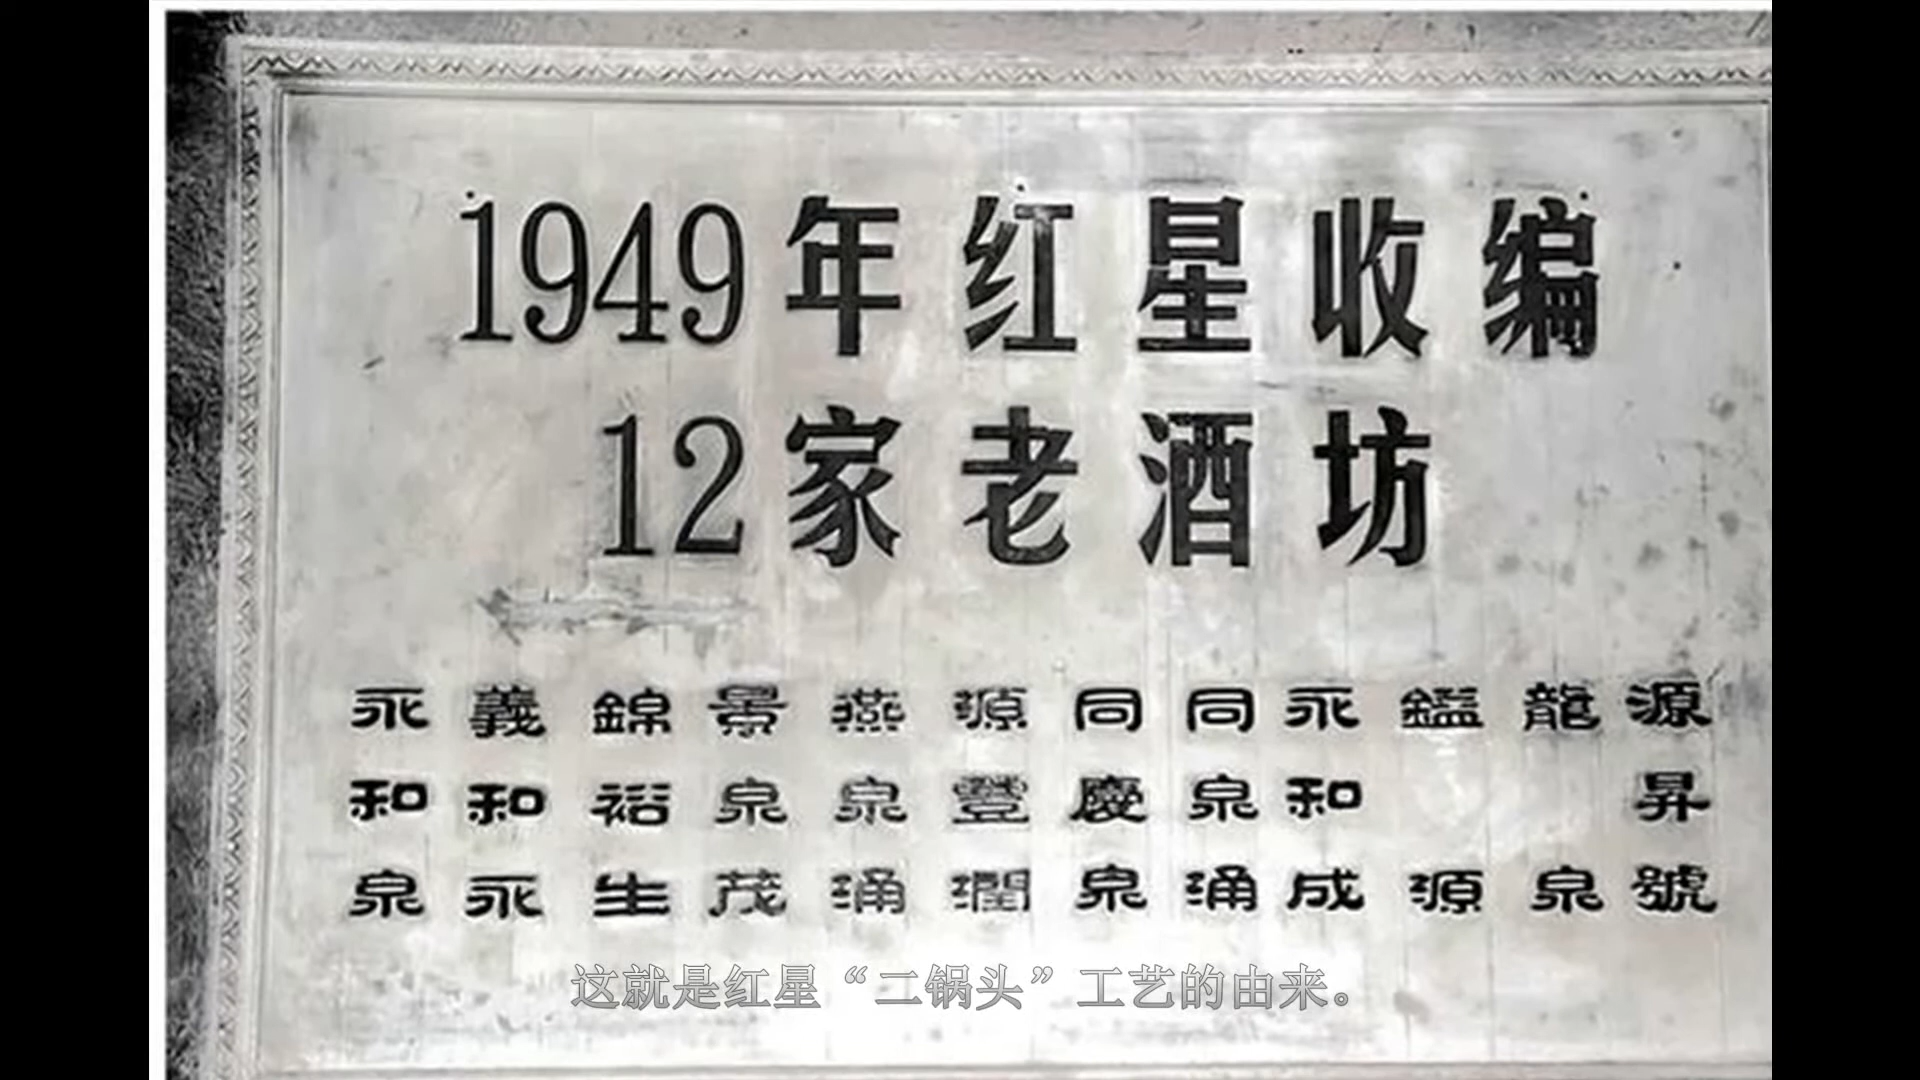 1949年红星收编
12家老酒坊
源昇號
龍泉
鑑源
永和成
同泉涌
同慶泉
源豐潤
燕泉涌
景泉茂
錦裕生
義和永
永和泉
这就是红星“二锅头”工艺的由来。